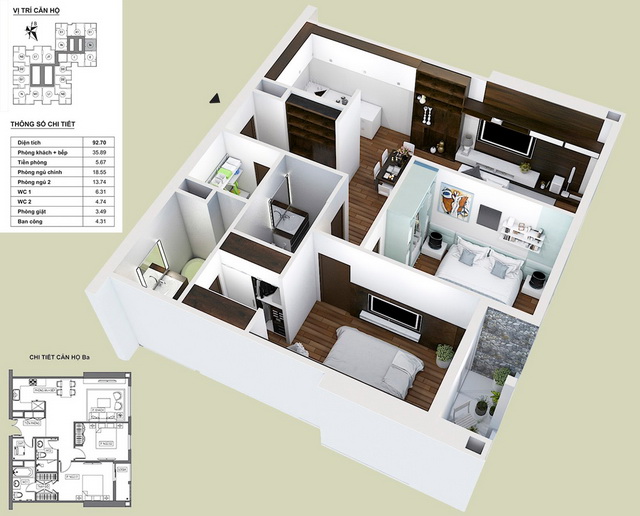 VỊ TRÍ CĂN HỘ
THÔNG SỐ CHI TIẾT
Diện tích 92.70
Phòng khách + bếp 35.89
Tiền phòng 5.67
Phòng ngủ chính 18.55
Phòng ngủ 2 13.74
WC 1 6.31
WC 2 4.74
Phòng giặt 3.49
Ban công 4.31
CHI TIẾT CĂN HỘ Ba